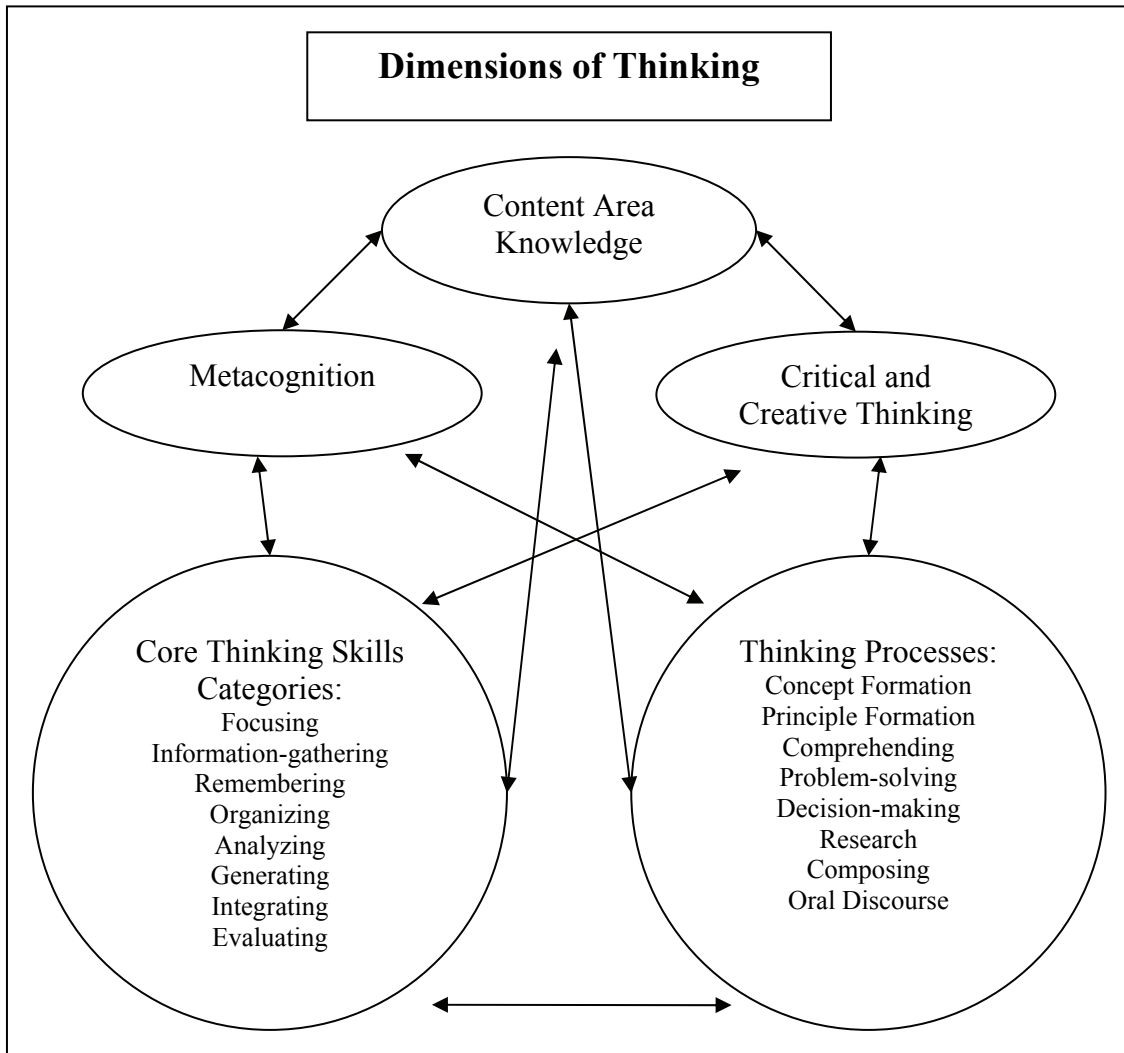 Dimensions of Thinking
Content Area
Knowledge
Metacognition
Critical and
Creative Thinking
Core Thinking Skills
Categories:
Focusing
Information-gathering
Remembering
Organizing
Analyzing
Generating
Integrating
Evaluating
Thinking Processes:
Concept Formation
Principle Formation
Comprehending
Problem-solving
Decision-making
Research
Composing
Oral Discourse